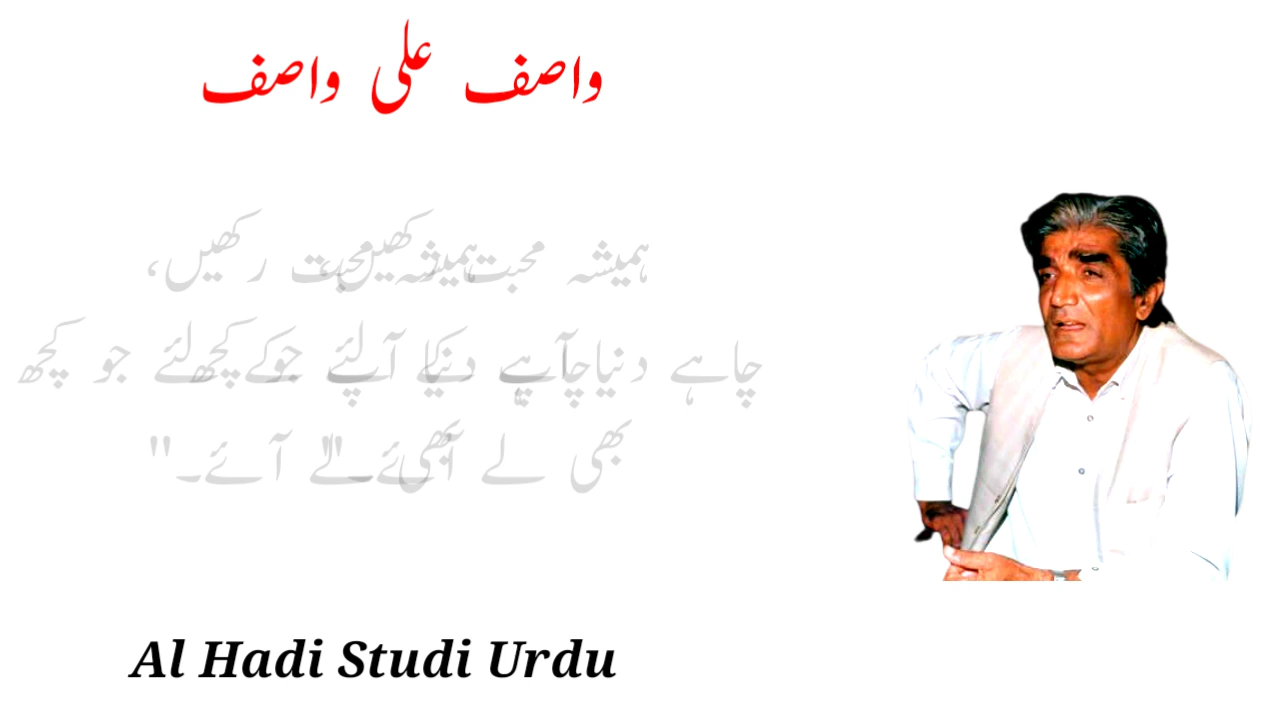 واصف علی واصف
ہمیشہ محبت رکھیں،
چاہے دنیا آپ کے لئے جو کچھ
بھی لے آئے۔"
Al Hadi Studi Urdu